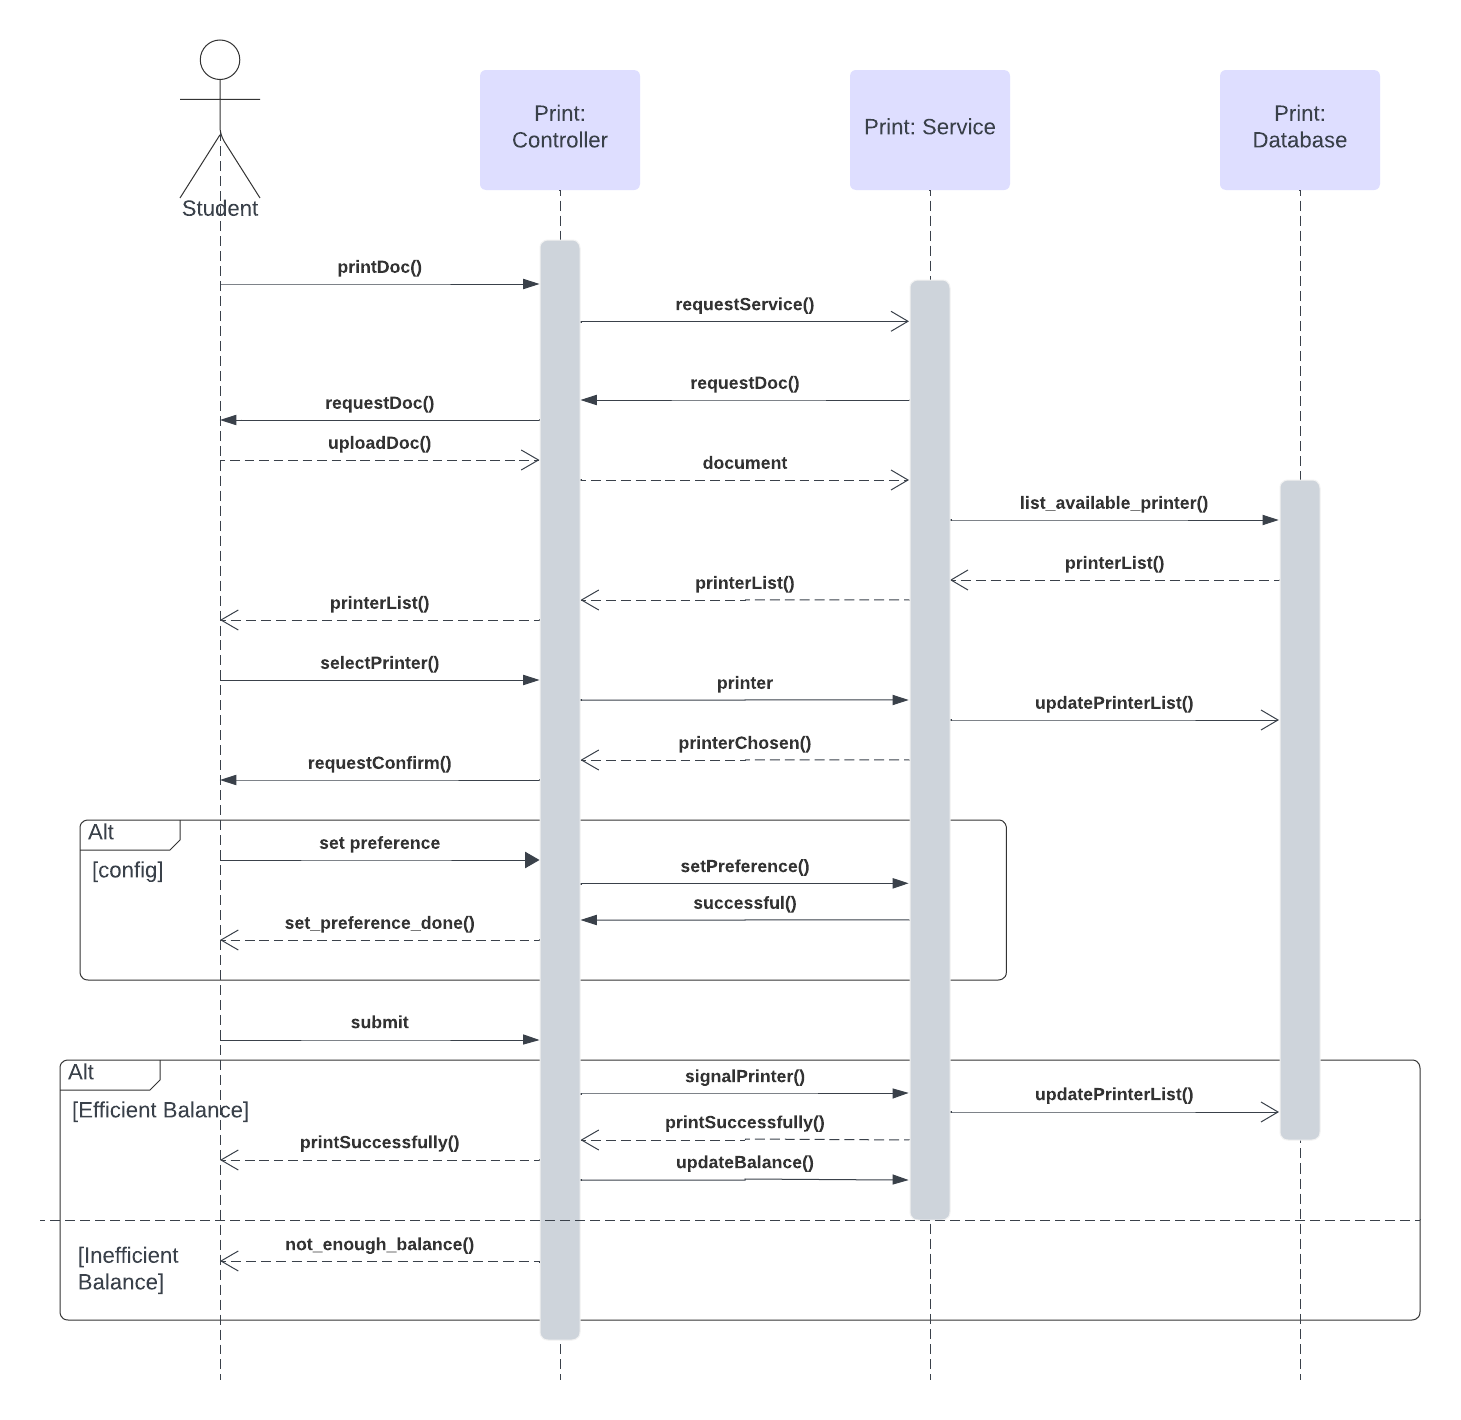 Print:
Controller
Print: Service
Print:
Database
Student
printDoc()
requestService()
requestDoc()
requestDoc()
uploadDoc()
document
list_available_printer()
printerList()
printerList()
printerList()
selectPrinter()
printer
updatePrinterList()
printerChosen()
requestConfirm()
Alt
[config]
set preference
setPreference()
successful()
set_preference_done()
submit
Alt
[Efficient Balance]
signalPrinter()
updatePrinterList()
printSuccessfully()
printSuccessfully()
updateBalance()
[Inefficient
Balance]
not_enough_balance()